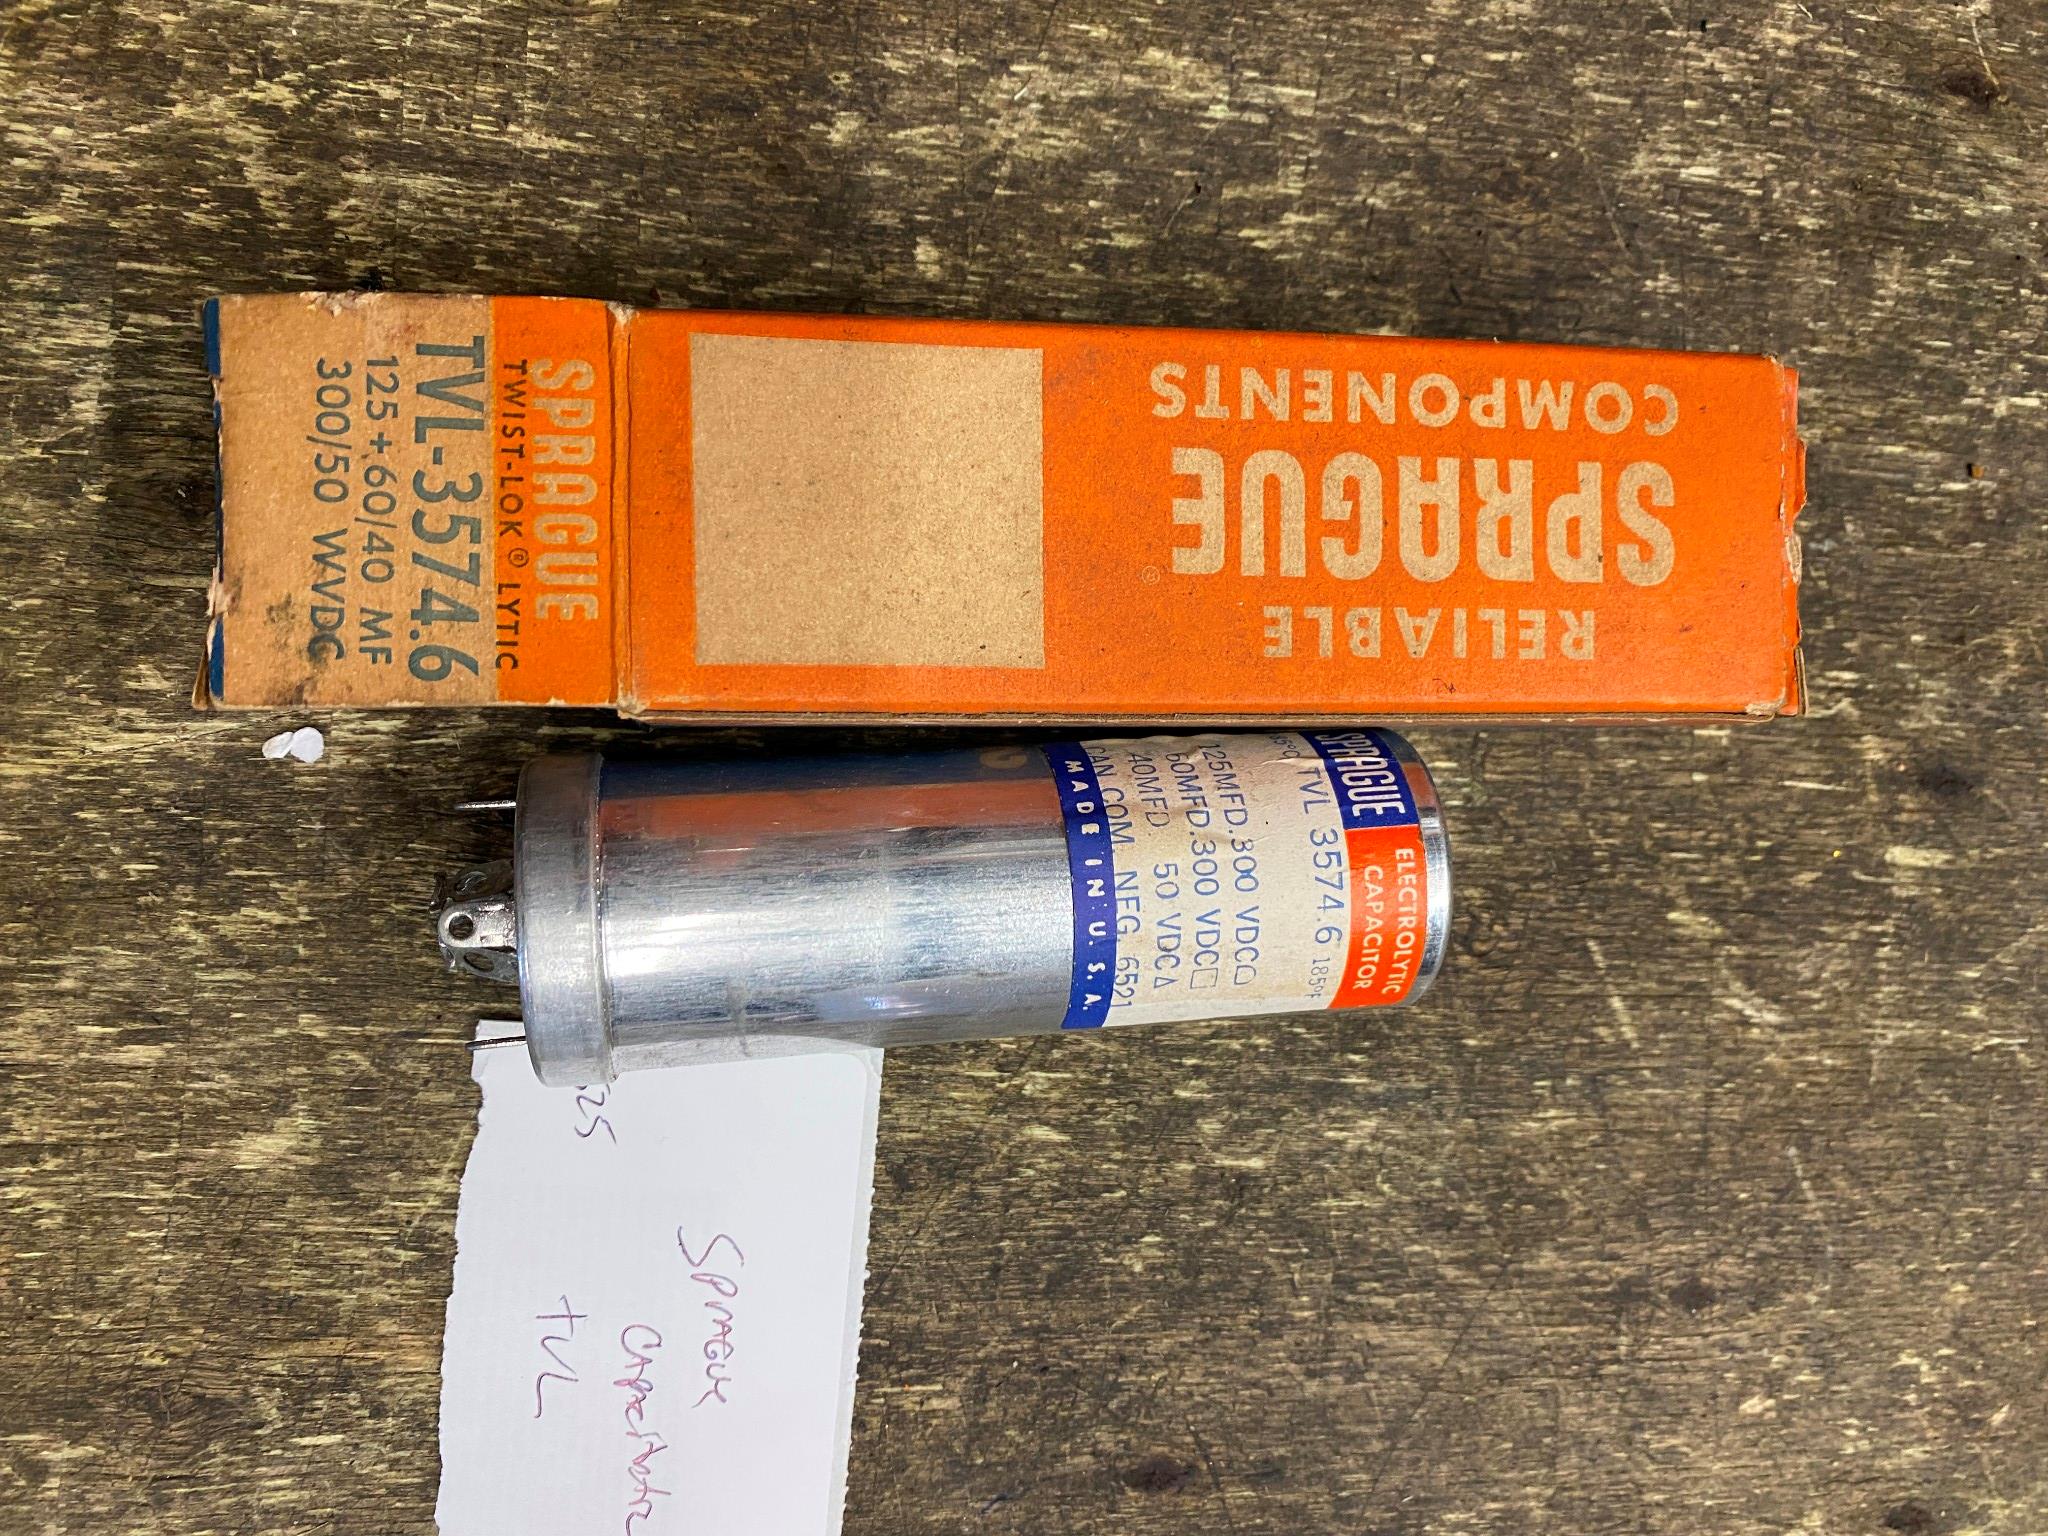 SPRAGUE
TWIST-LOK ® LYTIC
TVL-3574.6
125+60/40 MF
300/50 WVDC
RELIABLE
SPRAGUE®
COMPONENTS
SPRAGUE ELECTROLYTIC
CAPACITOR
TVL 3574.6 185°F
125MFD.300 VDC
60MFD.300 VDC□
40MFD 50 VDC△
CAN COM. NEG. 6521
MADE IN U.S.A.
Sprague
Capacitor
TVL